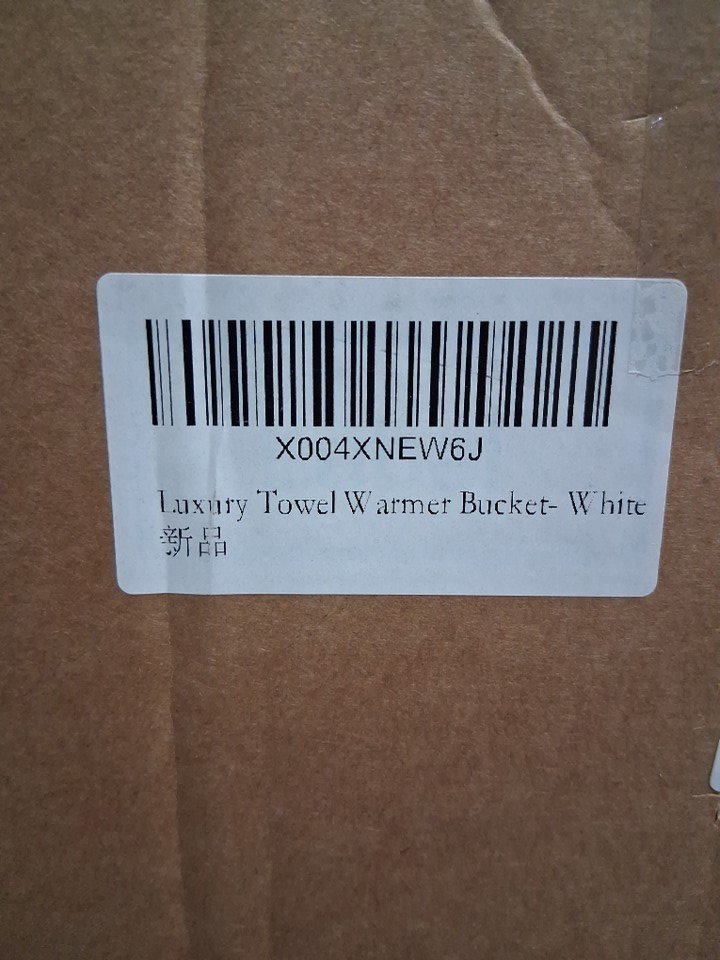 X004XNEW6J
Luxury Towel Warmer Bucket- White
新品